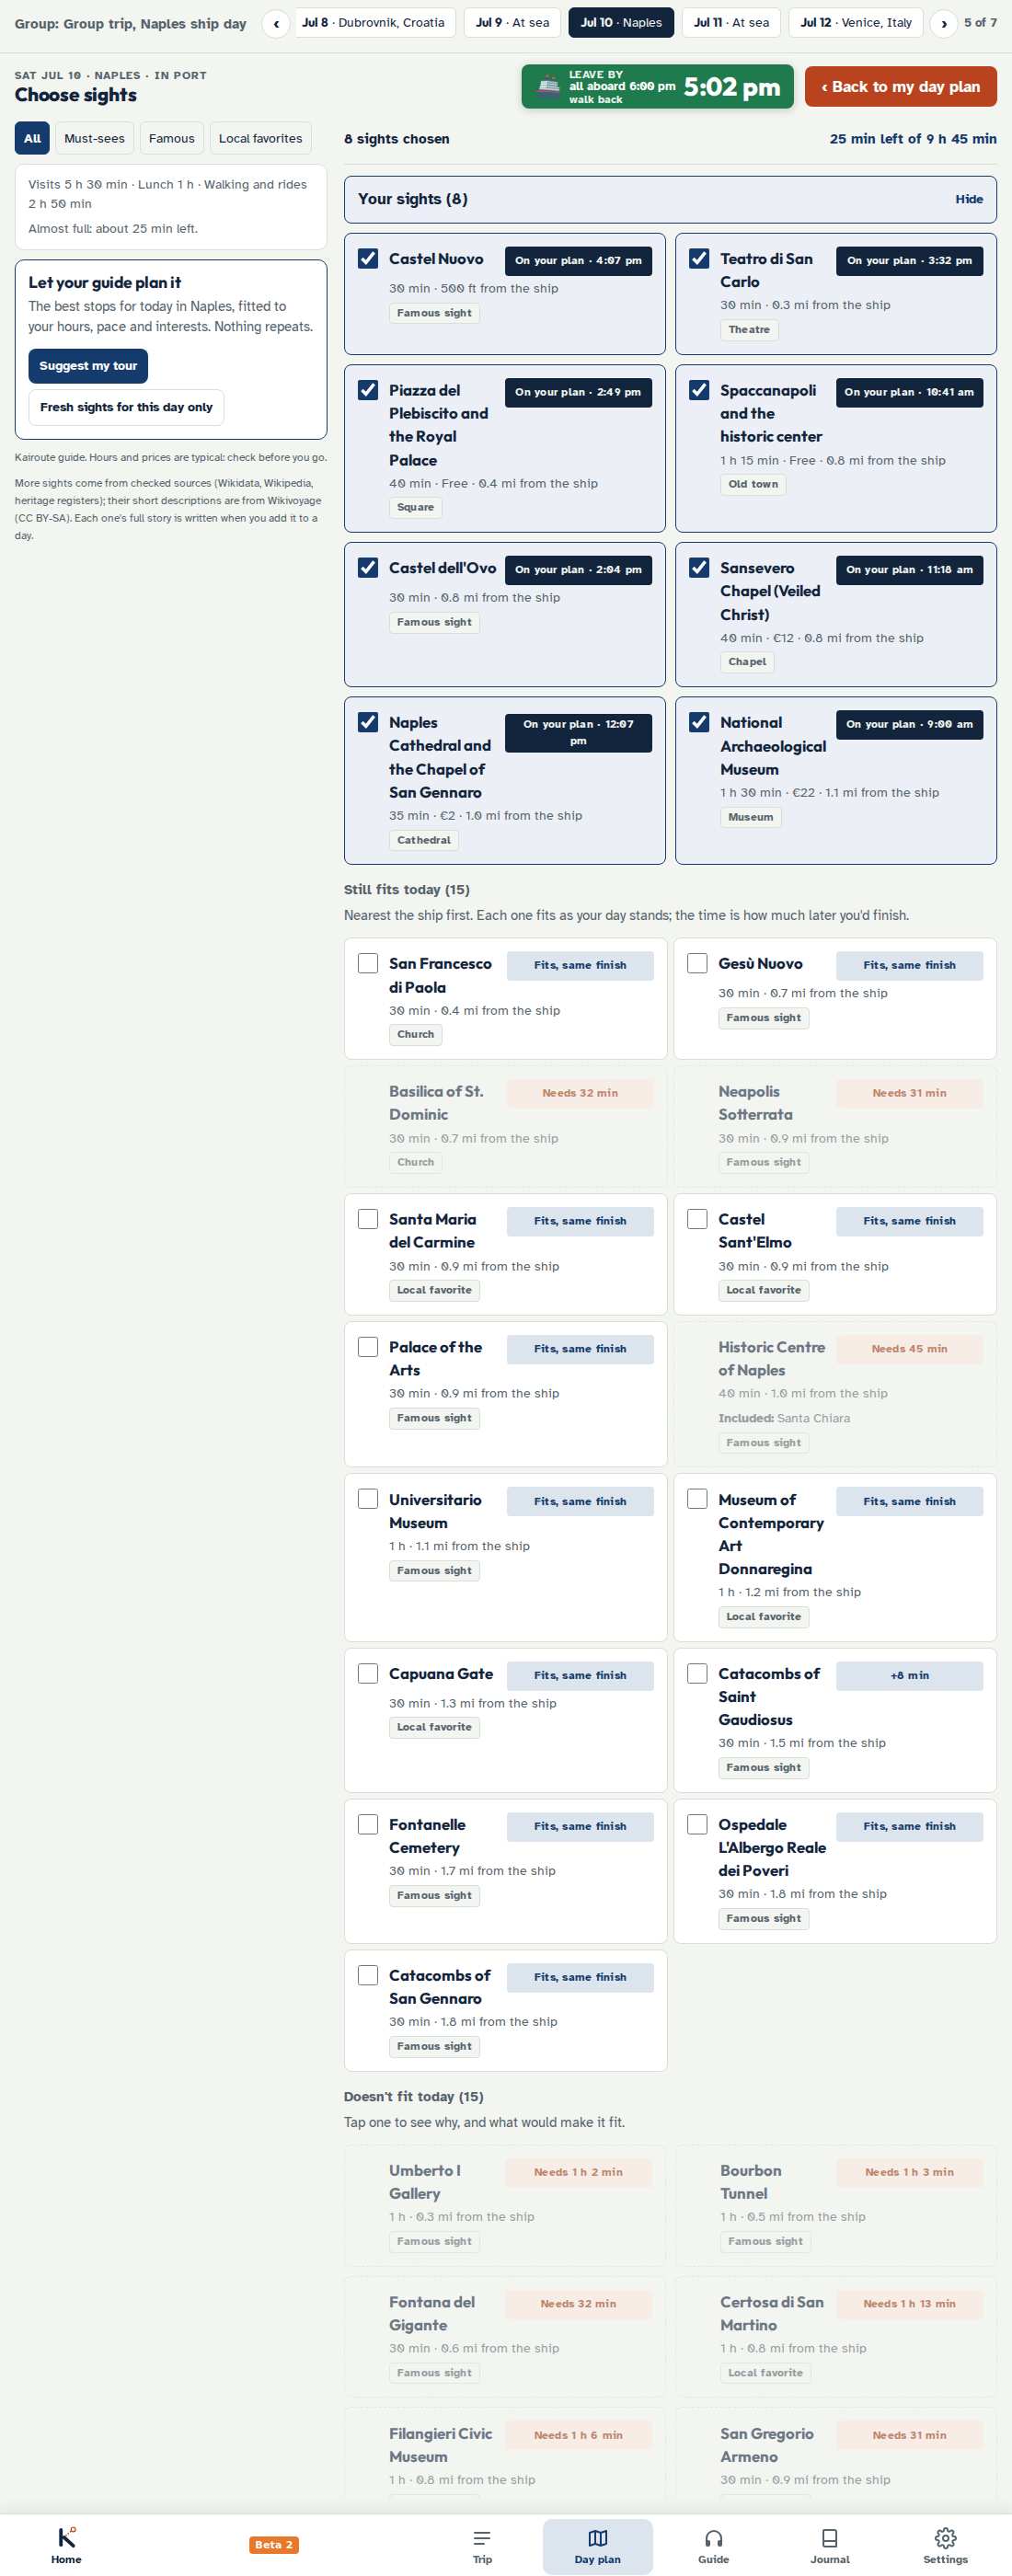 Group: Group trip, Naples ship day
‹
Jul 8 · Dubrovnik, Croatia
Jul 9 · At sea
Jul 10 · Naples
Jul 11 · At sea
Jul 12 · Venice, Italy
›
5 of 7
SAT JUL 10 · NAPLES · IN PORT
Choose sights
LEAVE BY
all aboard 6:00 pm
walk back
5:02 pm
‹ Back to my day plan
All
Must-sees
Famous
Local favorites
Visits 5 h 30 min · Lunch 1 h · Walking and rides
2 h 50 min
Almost full: about 25 min left.
Let your guide plan it
The best stops for today in Naples, fitted to
your hours, pace and interests. Nothing repeats.
Suggest my tour
Fresh sights for this day only
Kairoute guide. Hours and prices are typical: check before you go.
More sights come from checked sources (Wikidata, Wikipedia,
heritage registers); their short descriptions are from Wikivoyage
(CC BY-SA). Each one's full story is written when you add it to a
day.
8 sights chosen
25 min left of 9 h 45 min
Your sights (8)
Hide
Castel Nuovo
On your plan · 4:07 pm
30 min · 500 ft from the ship
Famous sight
Teatro di San
Carlo
On your plan · 3:32 pm
30 min · 0.3 mi from the ship
Theatre
Piazza del
Plebiscito and
the Royal
Palace
On your plan · 2:49 pm
40 min · Free · 0.4 mi from the ship
Square
Spaccanapoli
and the
historic center
On your plan · 10:41 am
1 h 15 min · Free · 0.8 mi from the ship
Old town
Castel dell'Ovo
On your plan · 2:04 pm
30 min · 0.8 mi from the ship
Famous sight
Sansevero
Chapel (Veiled
Christ)
On your plan · 11:18 am
40 min · €12 · 0.8 mi from the ship
Chapel
Naples
Cathedral and
the Chapel of
San Gennaro
On your plan · 12:07
pm
35 min · €2 · 1.0 mi from the ship
Cathedral
National
Archaeological
Museum
On your plan · 9:00 am
1 h 30 min · €22 · 1.1 mi from the ship
Museum
Still fits today (15)
Nearest the ship first. Each one fits as your day stands; the time is how much later you'd finish.
San Francesco
di Paola
Fits, same finish
30 min · 0.4 mi from the ship
Church
Gesù Nuovo
Fits, same finish
30 min · 0.7 mi from the ship
Famous sight
Basilica of St.
Dominic
Needs 32 min
30 min · 0.7 mi from the ship
Church
Neapolis
Sotterrata
Needs 31 min
30 min · 0.9 mi from the ship
Famous sight
Santa Maria
del Carmine
Fits, same finish
30 min · 0.9 mi from the ship
Local favorite
Castel
Sant'Elmo
Fits, same finish
30 min · 0.9 mi from the ship
Local favorite
Palace of the
Arts
Fits, same finish
30 min · 0.9 mi from the ship
Famous sight
Historic Centre
of Naples
Needs 45 min
40 min · 1.0 mi from the ship
Included: Santa Chiara
Famous sight
Universitario
Museum
Fits, same finish
1 h · 1.1 mi from the ship
Famous sight
Museum of
Contemporary
Art
Donnaregina
Fits, same finish
1 h · 1.2 mi from the ship
Local favorite
Capuana Gate
Fits, same finish
30 min · 1.3 mi from the ship
Local favorite
Catacombs of
Saint
Gaudiosus
+8 min
30 min · 1.5 mi from the ship
Famous sight
Fontanelle
Cemetery
Fits, same finish
30 min · 1.7 mi from the ship
Famous sight
Ospedale
L'Albergo Reale
dei Poveri
Fits, same finish
30 min · 1.8 mi from the ship
Famous sight
Catacombs of
San Gennaro
Fits, same finish
30 min · 1.8 mi from the ship
Famous sight
Doesn't fit today (15)
Tap one to see why, and what would make it fit.
Umberto I
Gallery
Needs 1 h 2 min
1 h · 0.3 mi from the ship
Famous sight
Bourbon
Tunnel
Needs 1 h 3 min
1 h · 0.5 mi from the ship
Famous sight
Fontana del
Gigante
Needs 32 min
30 min · 0.6 mi from the ship
Famous sight
Certosa di San
Martino
Needs 1 h 13 min
1 h · 0.8 mi from the ship
Local favorite
Filangieri Civic
Museum
Needs 1 h 6 min
1 h · 0.8 mi from the ship
San Gregorio
Armeno
Needs 31 min
30 min · 0.9 mi from the ship
Home
Beta 2
Trip
Day plan
Guide
Journal
Settings